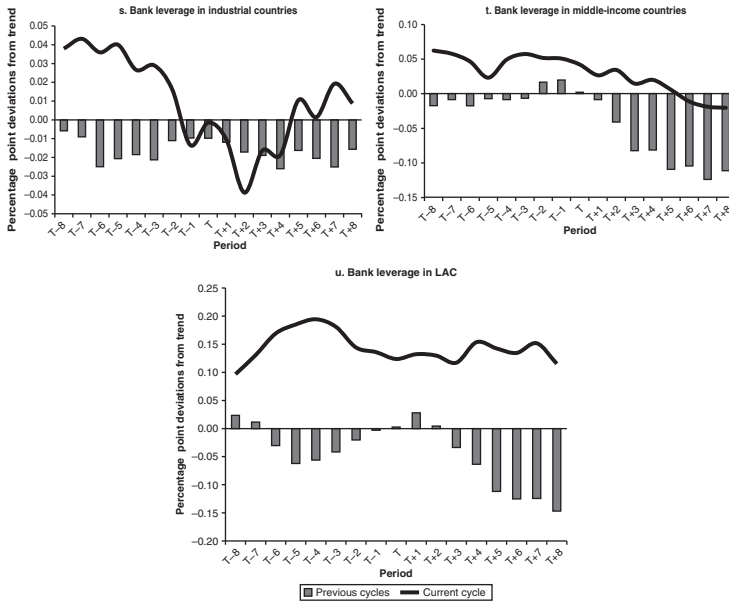 s. Bank leverage in industrial countries
Percentage point deviations from trend
0.05
0.04
0.03
0.02
0.01
0.00
−0.01
−0.02
−0.03
−0.04
−0.05
T−8 T−7 T−6 T−5 T−4 T−3 T−2 T−1 T T+1 T+2 T+3 T+4 T+5 T+6 T+7 T+8
Period
t. Bank leverage in middle-income countries
Percentage point deviations from trend
0.10
0.05
0.00
−0.05
−0.10
−0.15
T−8 T−7 T−6 T−5 T−4 T−3 T−2 T−1 T T+1 T+2 T+3 T+4 T+5 T+6 T+7 T+8
Period
u. Bank leverage in LAC
Percentage point deviations from trend
0.25
0.20
0.15
0.10
0.05
0.00
−0.05
−0.10
−0.15
−0.20
T−8 T−7 T−6 T−5 T−4 T−3 T−2 T−1 T T+1 T+2 T+3 T+4 T+5 T+6 T+7 T+8
Period
Previous cycles Current cycle